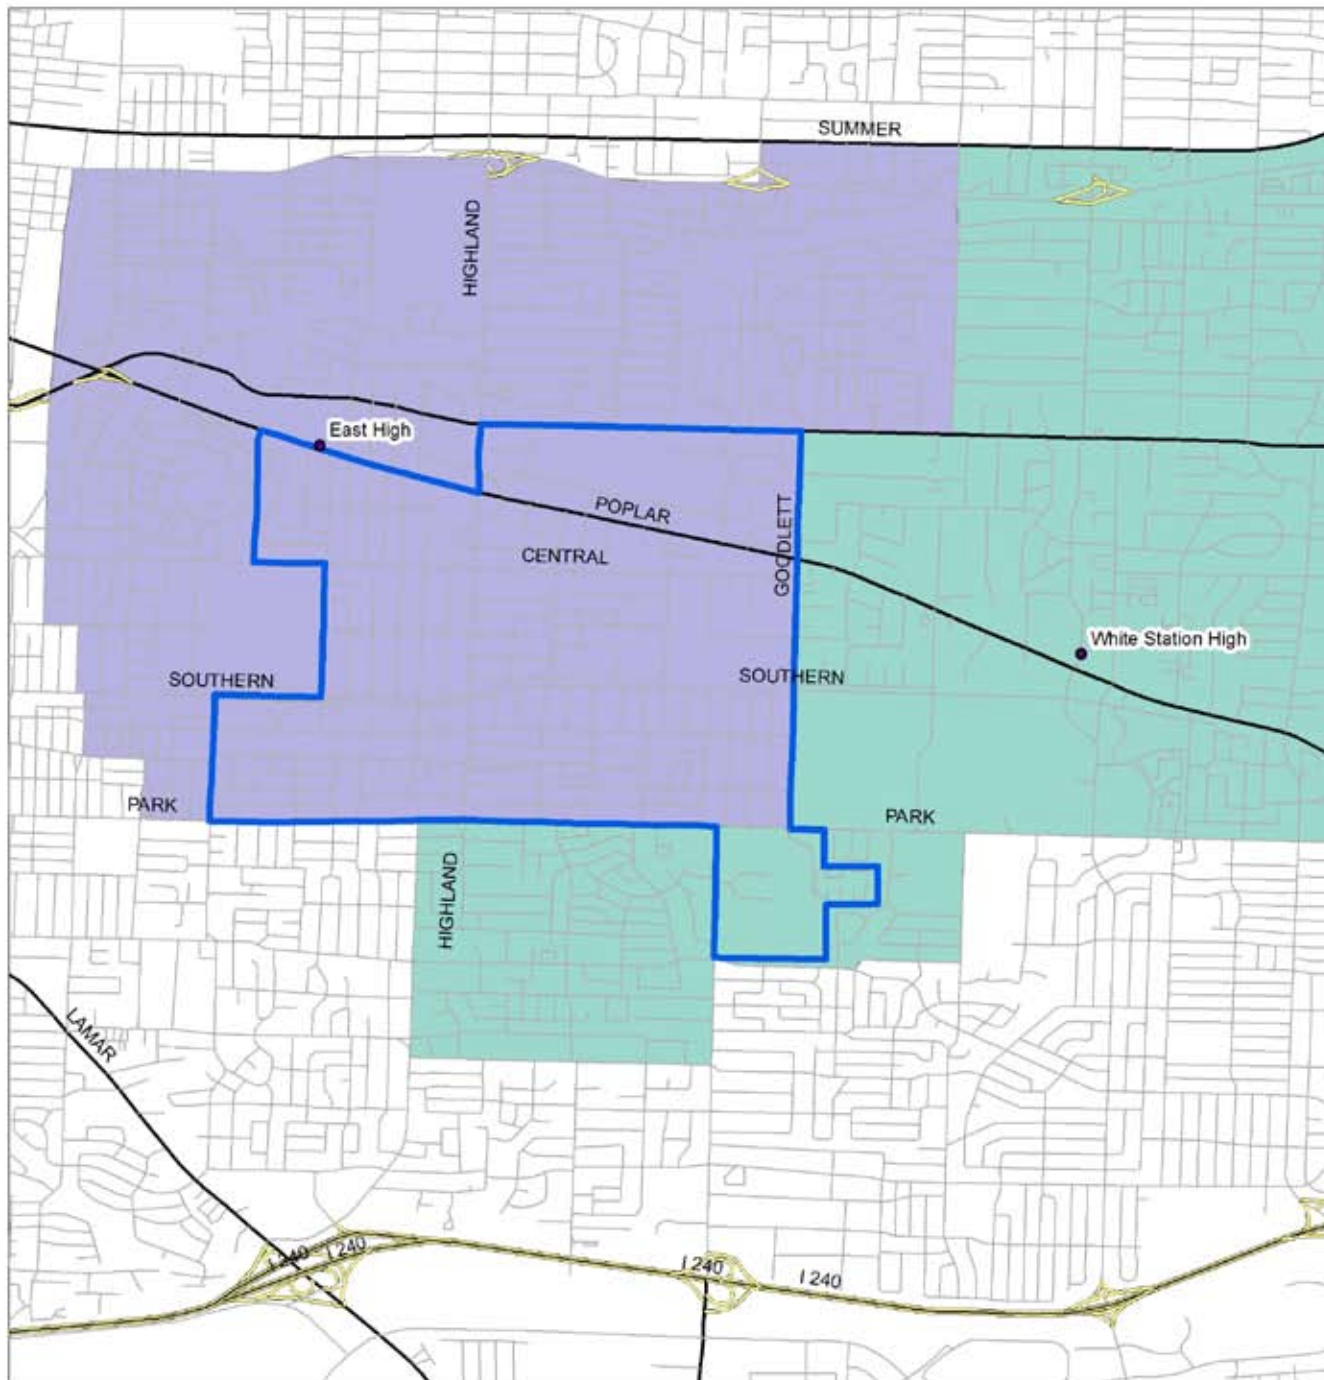 SUMMER
HIGHLAND
East High
POPLAR
GOODLETT
CENTRAL
White Station High
SOUTHERN
SOUTHERN
PARK
PARK
HIGHLAND
LAMAR
I 240
I 240
I 240
I 240